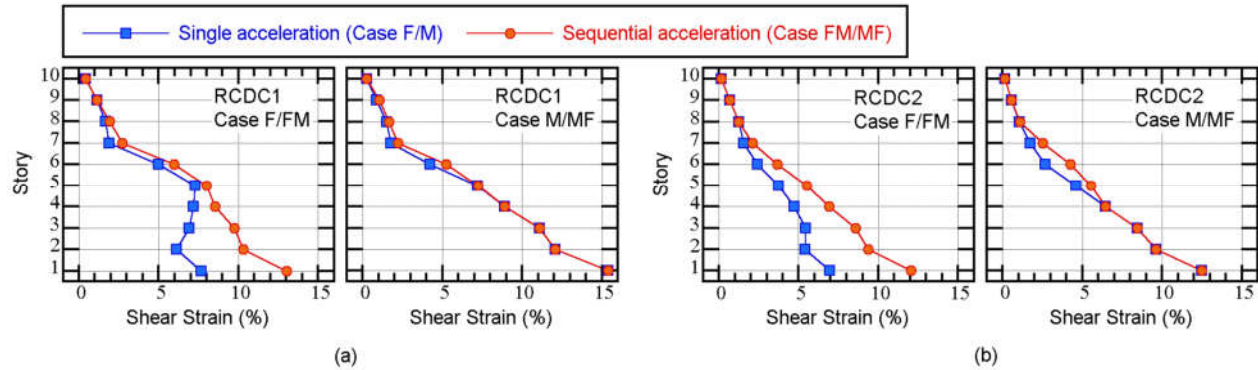 Single acceleration (Case F/M) Sequential acceleration (Case FM/MF)
Story
10
9
8
7
6
5
4
3
2
1
RCDC1
Case F/FM
0 5 10 15
Shear Strain (%)
RCDC1
Case M/MF
0 5 10 15
Shear Strain (%)
(a)
Story
10
9
8
7
6
5
4
3
2
1
RCDC2
Case F/FM
0 5 10 15
Shear Strain (%)
RCDC2
Case M/MF
0 5 10 15
Shear Strain (%)
(b)